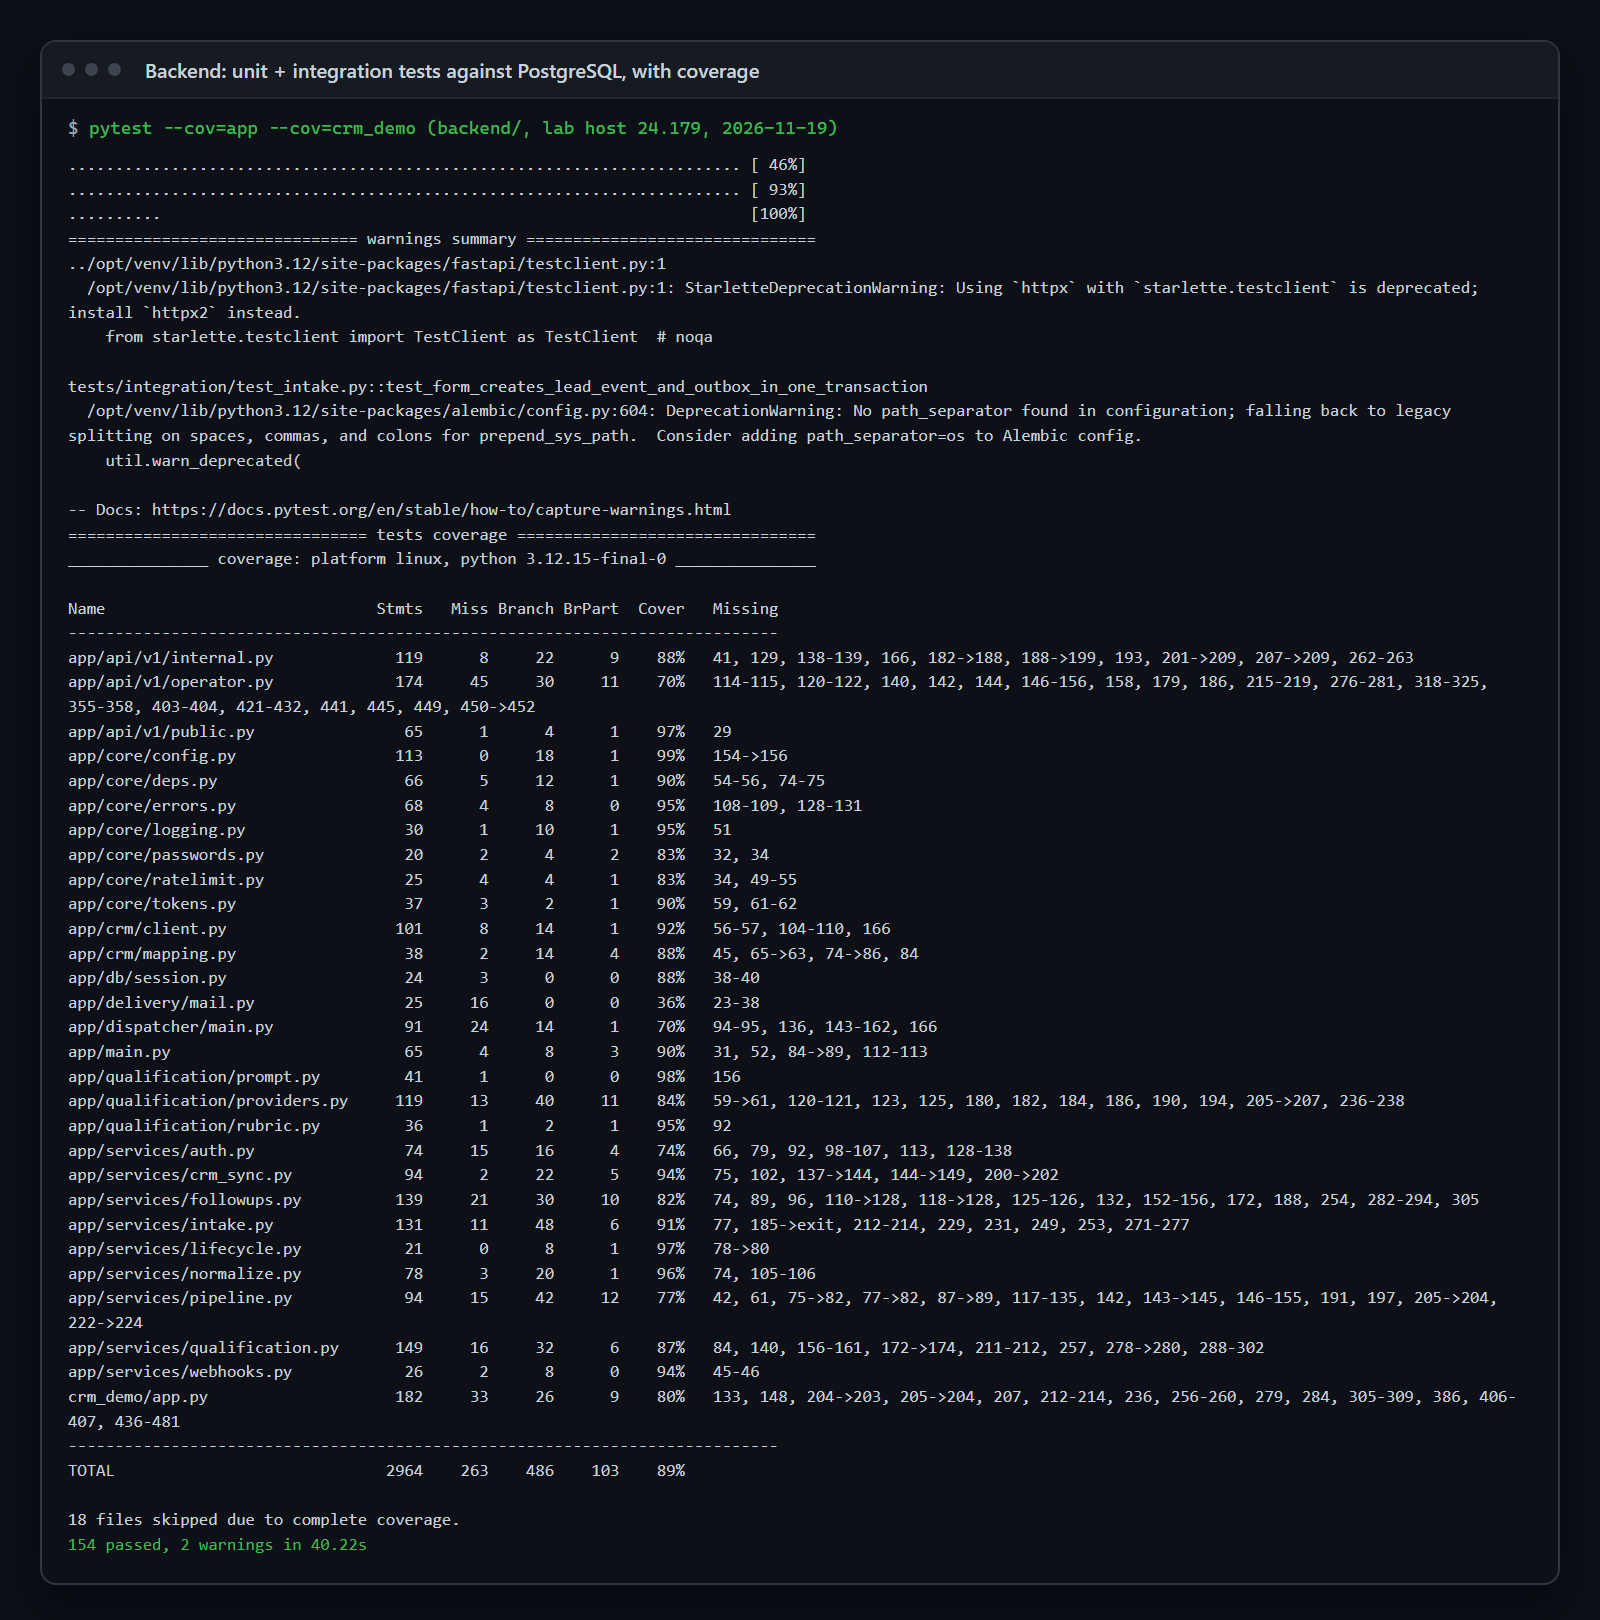 Backend: unit + integration tests against PostgreSQL, with coverage
$ pytest --cov=app --cov=crm_demo (backend/, lab host 24.179, 2026-11-19)
........................................................................ [ 46%]
........................................................................ [ 93%]
..........                                                               [100%]
=============================== warnings summary ===============================
../opt/venv/lib/python3.12/site-packages/fastapi/testclient.py:1
  /opt/venv/lib/python3.12/site-packages/fastapi/testclient.py:1: StarletteDeprecationWarning: Using `httpx` with `starlette.testclient` is deprecated;
install `httpx2` instead.
    from starlette.testclient import TestClient as TestClient  # noqa

tests/integration/test_intake.py::test_form_creates_lead_event_and_outbox_in_one_transaction
  /opt/venv/lib/python3.12/site-packages/alembic/config.py:604: DeprecationWarning: No path_separator found in configuration; falling back to legacy
splitting on spaces, commas, and colons for prepend_sys_path.  Consider adding path_separator=os to Alembic config.
    util.warn_deprecated(

-- Docs: https://docs.pytest.org/en/stable/how-to/capture-warnings.html
================================ tests coverage ================================
_______________ coverage: platform linux, python 3.12.15-final-0 _______________

Name                             Stmts   Miss Branch BrPart  Cover   Missing
----------------------------------------------------------------------------
app/api/v1/internal.py             119      8     22      9    88%   41, 129, 138-139, 166, 182->188, 188->199, 193, 201->209, 207->209, 262-263
app/api/v1/operator.py             174     45     30     11    70%   114-115, 120-122, 140, 142, 144, 146-156, 158, 179, 186, 215-219, 276-281, 318-325,
355-358, 403-404, 421-432, 441, 445, 449, 450->452
app/api/v1/public.py                65      1      4      1    97%   29
app/core/config.py                 113      0     18      1    99%   154->156
app/core/deps.py                    66      5     12      1    90%   54-56, 74-75
app/core/errors.py                  68      4      8      0    95%   108-109, 128-131
app/core/logging.py                 30      1     10      1    95%   51
app/core/passwords.py               20      2      4      2    83%   32, 34
app/core/ratelimit.py               25      4      4      1    83%   34, 49-55
app/core/tokens.py                  37      3      2      1    90%   59, 61-62
app/crm/client.py                  101      8     14      1    92%   56-57, 104-110, 166
app/crm/mapping.py                  38      2     14      4    88%   45, 65->63, 74->86, 84
app/db/session.py                   24      3      0      0    88%   38-40
app/delivery/mail.py                25     16      0      0    36%   23-38
app/dispatcher/main.py              91     24     14      1    70%   94-95, 136, 143-162, 166
app/main.py                         65      4      8      3    90%   31, 52, 84->89, 112-113
app/qualification/prompt.py         41      1      0      0    98%   156
app/qualification/providers.py     119     13     40     11    84%   59->61, 120-121, 123, 125, 180, 182, 184, 186, 190, 194, 205->207, 236-238
app/qualification/rubric.py         36      1      2      1    95%   92
app/services/auth.py                74     15     16      4    74%   66, 79, 92, 98-107, 113, 128-138
app/services/crm_sync.py            94      2     22      5    94%   75, 102, 137->144, 144->149, 200->202
app/services/followups.py          139     21     30     10    82%   74, 89, 96, 110->128, 118->128, 125-126, 132, 152-156, 172, 188, 254, 282-294, 305
app/services/intake.py             131     11     48      6    91%   77, 185->exit, 212-214, 229, 231, 249, 253, 271-277
app/services/lifecycle.py           21      0      8      1    97%   78->80
app/services/normalize.py           78      3     20      1    96%   74, 105-106
app/services/pipeline.py            94     15     42     12    77%   42, 61, 75->82, 77->82, 87->89, 117-135, 142, 143->145, 146-155, 191, 197, 205->204,
222->224
app/services/qualification.py      149     16     32      6    87%   84, 140, 156-161, 172->174, 211-212, 257, 278->280, 288-302
app/services/webhooks.py            26      2      8      0    94%   45-46
crm_demo/app.py                    182     33     26      9    80%   133, 148, 204->203, 205->204, 207, 212-214, 236, 256-260, 279, 284, 305-309, 386, 406-
407, 436-481
----------------------------------------------------------------------------
TOTAL                             2964    263    486    103    89%

18 files skipped due to complete coverage.
154 passed, 2 warnings in 40.22s